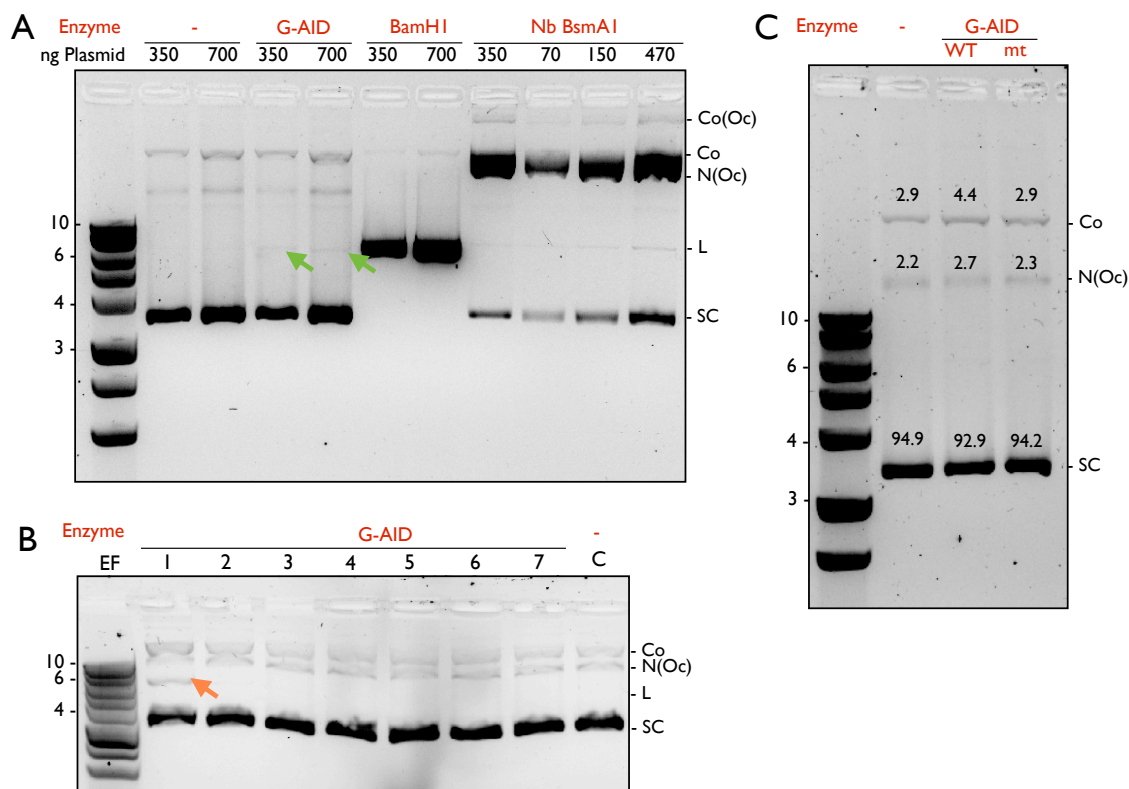 A
Enzyme - G-AID BamH1 Nb BsmA1
ng Plasmid 350 700 350 700 350 700 350 70 150 470
Co(Oc)
Co
N(Oc)
10 -
6 -
L
4 -
SC
3 -
B
Enzyme G-AID -
EF 1 2 3 4 5 6 7 C
Co
10 - N(Oc)
6 -
L
4 -
SC
C
Enzyme - G-AID
WT mt
2.9 4.4 2.9
Co
2.2 2.7 2.3
N(Oc)
10 -
6 -
94.9 92.9 94.2
4 -
SC
3 -